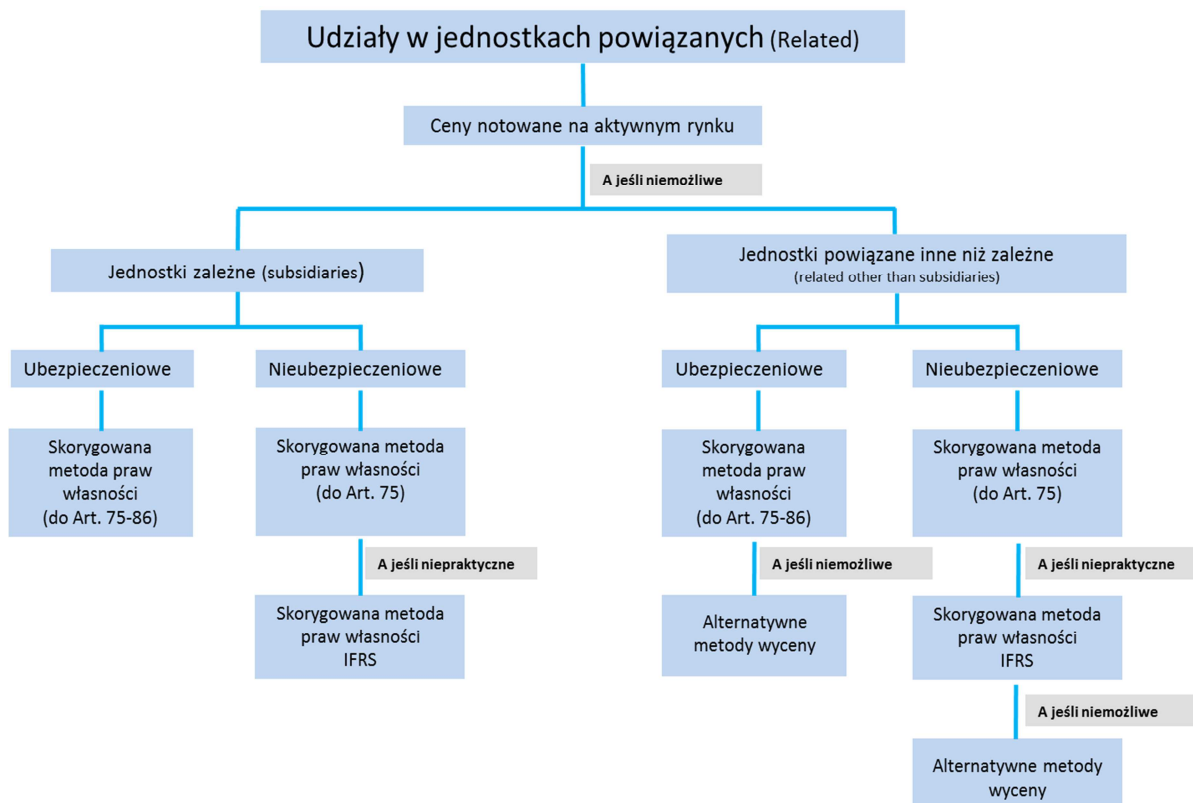 Udziały w jednostkach powiązanych (Related)
Ceny notowane na aktywnym rynku
A jeśli niemożliwe
Jednostki zależne (subsidiaries)
Jednostki powiązane inne niż zależne
(related other than subsidiaries)
Ubezpieczeniowe
Nieubezpieczeniowe
Ubezpieczeniowe
Nieubezpieczeniowe
Skorygowana
metoda praw
własności
(do Art. 75-86)
Skorygowana metoda
praw własności
(do Art. 75)
Skorygowana
metoda praw
własności
(do Art. 75-86)
Skorygowana metoda
praw własności
(do Art. 75)
A jeśli niepraktyczne
A jeśli niemożliwe
A jeśli niepraktyczne
Skorygowana metoda
praw własności
IFRS
Alternatywne
metody wyceny
Skorygowana metoda
praw własności
IFRS
A jeśli niemożliwe
Alternatywne metody
wyceny